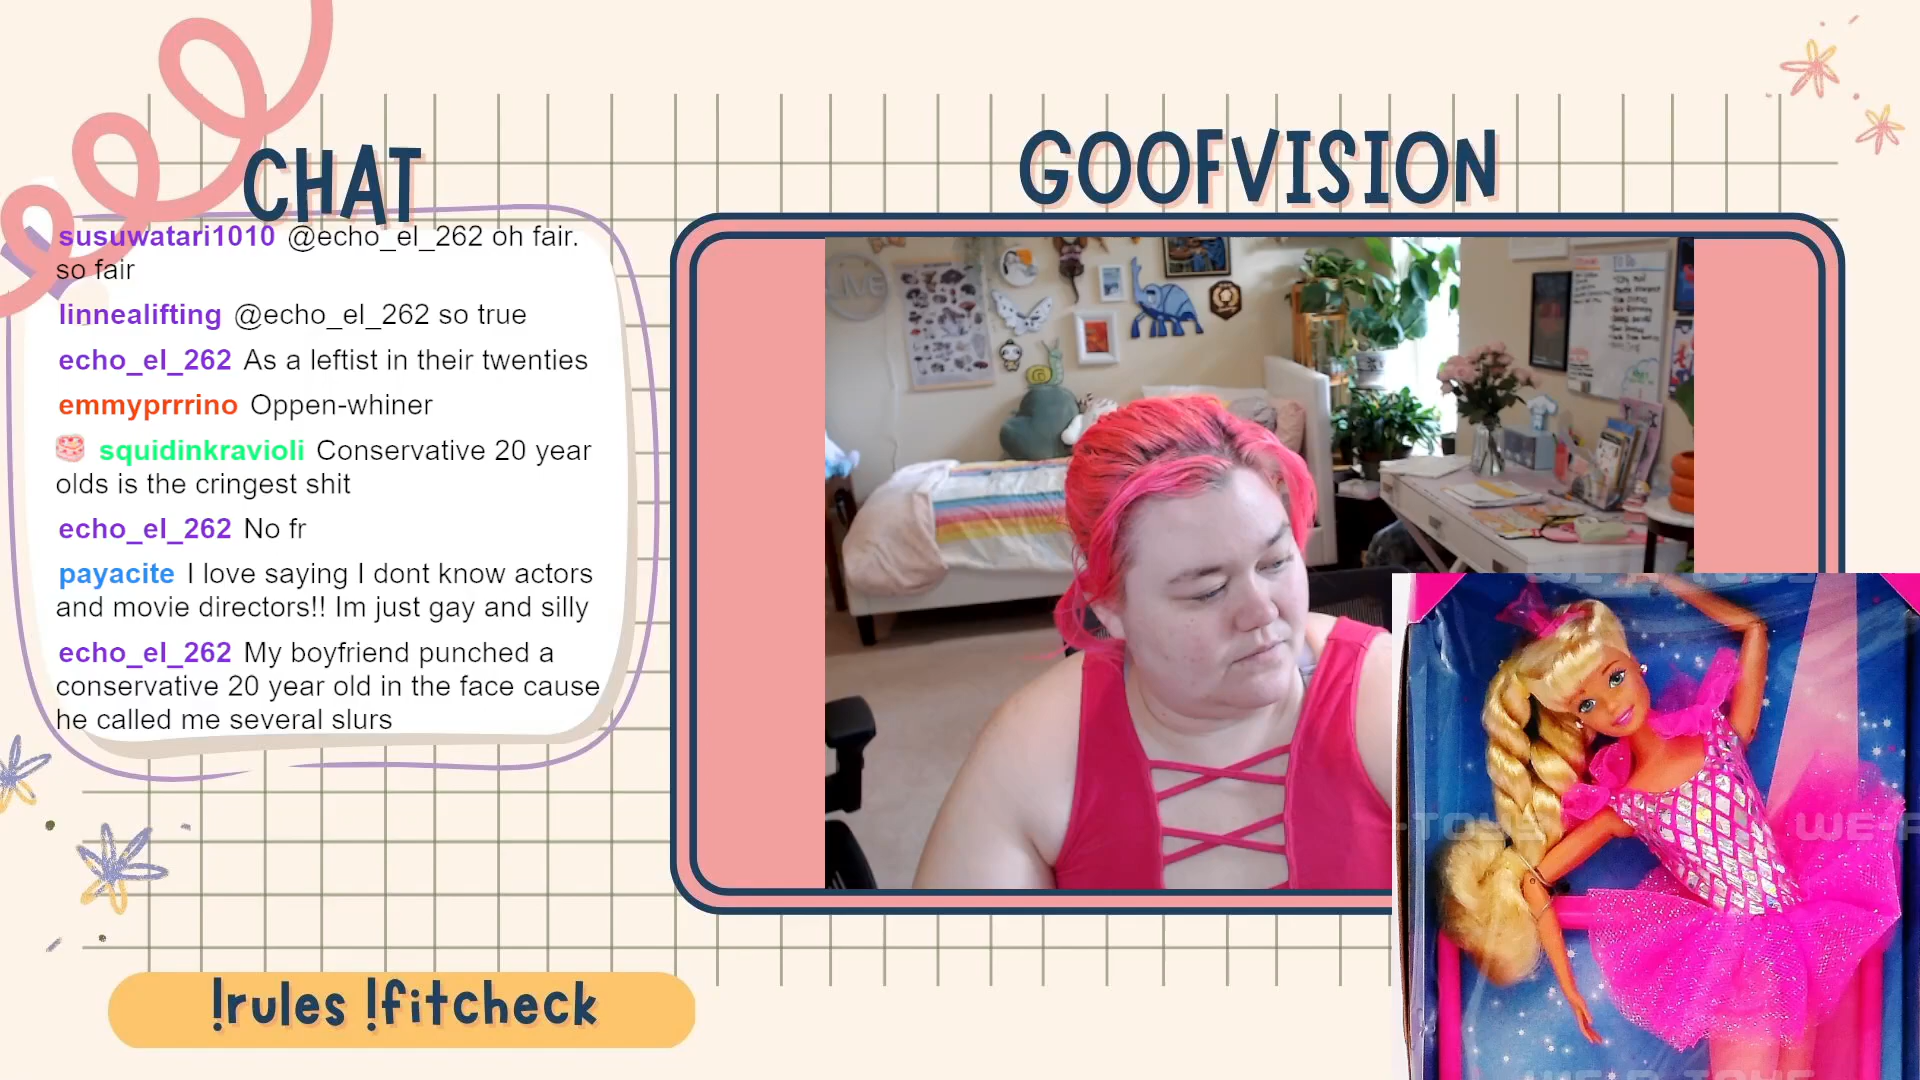 CHAT
GOOFVISION
susuwatari1010 @echo_el_262 oh fair.
so fair
linnealifting @echo_el_262 so true
echo_el_262 As a leftist in their twenties
emmyprrrino Oppen-whiner
squidinkravioli Conservative 20 year
olds is the cringest shit
echo_el_262 No fr
payacite I love saying I dont know actors
and movie directors!! Im just gay and silly
echo_el_262 My boyfriend punched a
conservative 20 year old in the face cause
he called me several slurs
!rules !fitcheck
LIVE
WE-R-TOYS